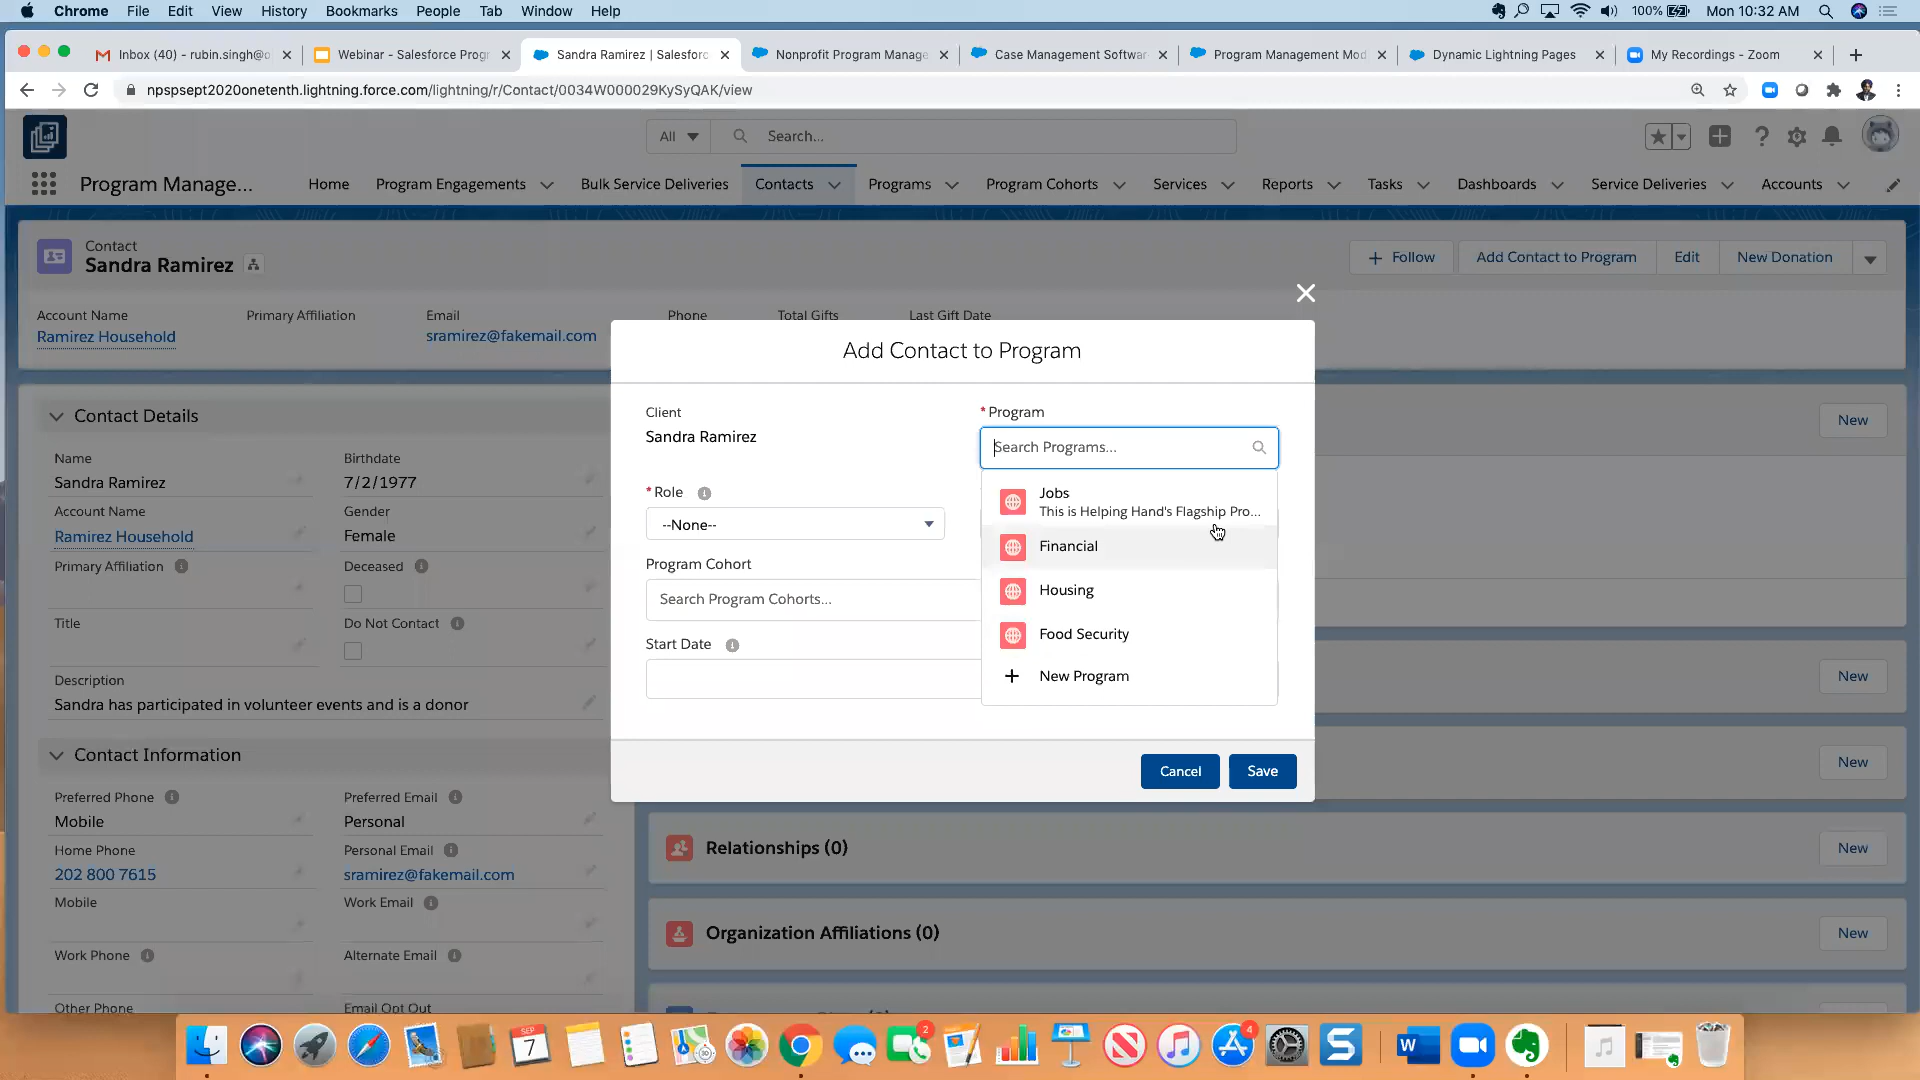 Chrome File Edit View History Bookmarks People Tab Window Help 100% Mon 10:32 AM
Inbox (40) - rubin.singh@o
Webinar - Salesforce Progr
Sandra Ramirez | Salesforc
Nonprofit Program Manage
Case Management Softwar
Program Management Mod
Dynamic Lightning Pages
My Recordings - Zoom
npspsept2020onetenth.lightning.force.com/lightning/r/Contact/0034W000029KySyQAK/view
All Search...
Program Manage... Home Program Engagements Bulk Service Deliveries Contacts Programs Program Cohorts Services Reports Tasks Dashboards Service Deliveries Accounts
Contact
Sandra Ramirez
Follow Add Contact to Program Edit New Donation
Account Name Primary Affiliation Email Phone Total Gifts Last Gift Date
Ramirez Household sramirez@fakemail.com
Add Contact to Program
Client
Sandra Ramirez
* Program
Search Programs...
Jobs
This is Helping Hand's Flagship Pro...
Financial
Housing
Food Security
New Program
* Role
--None--
Program Cohort
Search Program Cohorts...
Start Date
Cancel Save
Contact Details
Name Birthdate
Sandra Ramirez 7/2/1977
Account Name Gender
Ramirez Household Female
Primary Affiliation Deceased
Title Do Not Contact
Description
Sandra has participated in volunteer events and is a donor
Contact Information
Preferred Phone Preferred Email
Mobile Personal
Home Phone Personal Email
202 800 7615 sramirez@fakemail.com
Mobile Work Email
Work Phone Alternate Email
Other Phone Email Opt Out
New
New
New
Relationships (0) New
Organization Affiliations (0) New
SEP
7
2
4
W
S
30